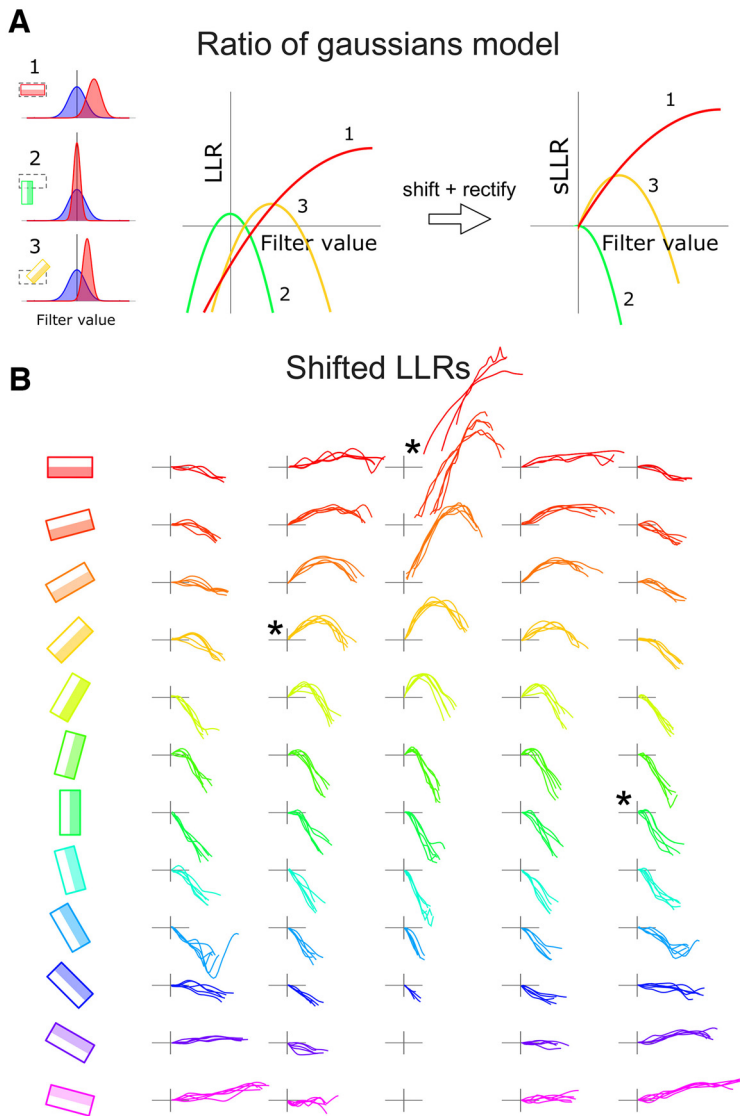 A
Ratio of gaussians model
1
2
3
Filter value
LLR
1
3
Filter value
2
shift + rectify
sLLR
1
3
Filter value
2
B
Shifted LLRs
*
*
*